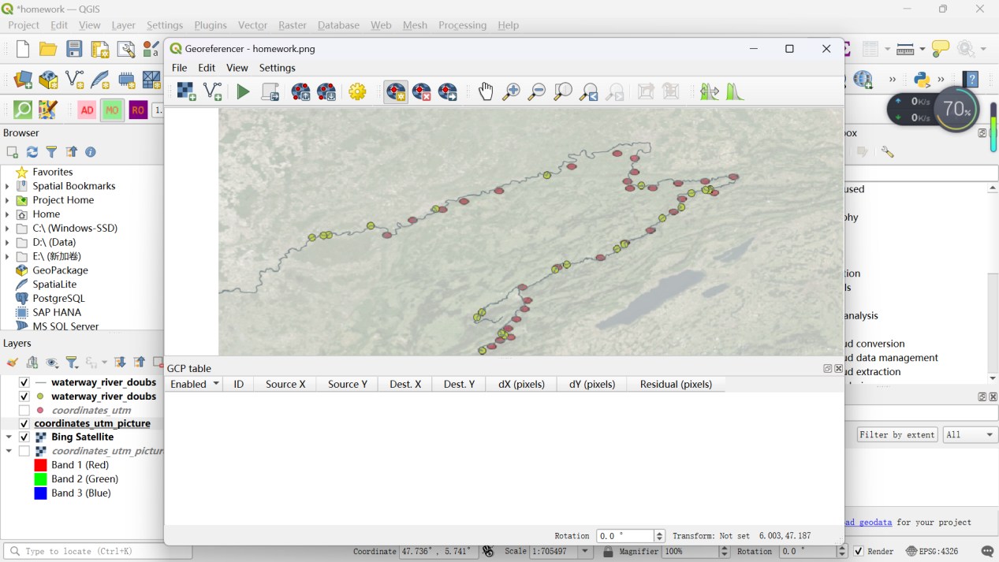 *homework — QGIS
Project Edit View Layer Settings Plugins Vector Raster Database Web Mesh Processing Help
Georeferencer - homework.png
File Edit View Settings
AD MO RO 1.
0K/s
0K/s
70%
Browser
Favorites
Spatial Bookmarks
Project Home
Home
C:\ (Windows-SSD)
D:\ (Data)
E:\ (新加卷)
GeoPackage
SpatiaLite
PostgreSQL
SAP HANA
MS SQL Server
Layers
waterway_river_doubs
waterway_river_doubs
coordinates_utm
coordinates_utm_picture
Bing Satellite
coordinates_utm_pictur
Band 1 (Red)
Band 2 (Green)
Band 3 (Blue)
GCP table
Enabled ID Source X Source Y Dest. X Dest. Y dX (pixels) dY (pixels) Residual (pixels)
Rotation 0.0 ° Transform: Not set 6.003,47.187
box
used
phy
tion
ls
analysis
ud conversion
ud data management
ud extraction
Filter by extent All
ad geodata for your project
Type to locate (Ctrl+K) Coordinate 47.736° , 5.741° Scale 1:705497 Magnifier 100% Rotation 0.0 ° Render EPSG:4326